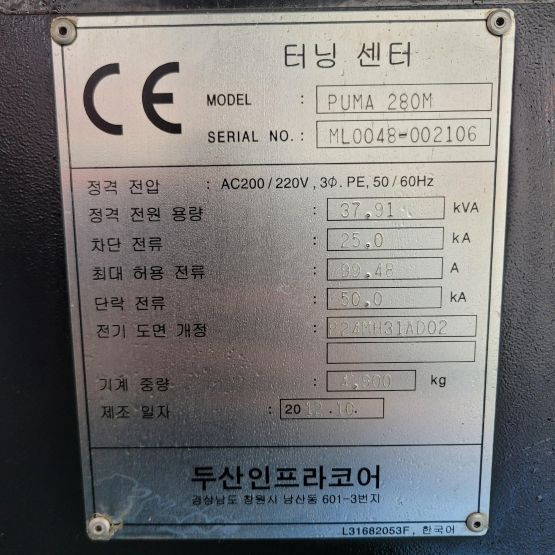 CE
터닝 센터
MODEL : PUMA 280M
SERIAL NO. : ML0048-002106
정격 전압 : AC200/220V, 3Φ. PE, 50/60Hz
정격 전원 용량 : 37.91 kVA
차단 전류 : 25.0 kA
최대 허용 전류 : 99.48 A
단락 전류 : 50.0 kA
전기 도면 개정 :
기계 중량 : kg
제조 일자 :
두산인프라코어
경상남도 창원시 남산동 601-3번지
L31682053F, 한국어